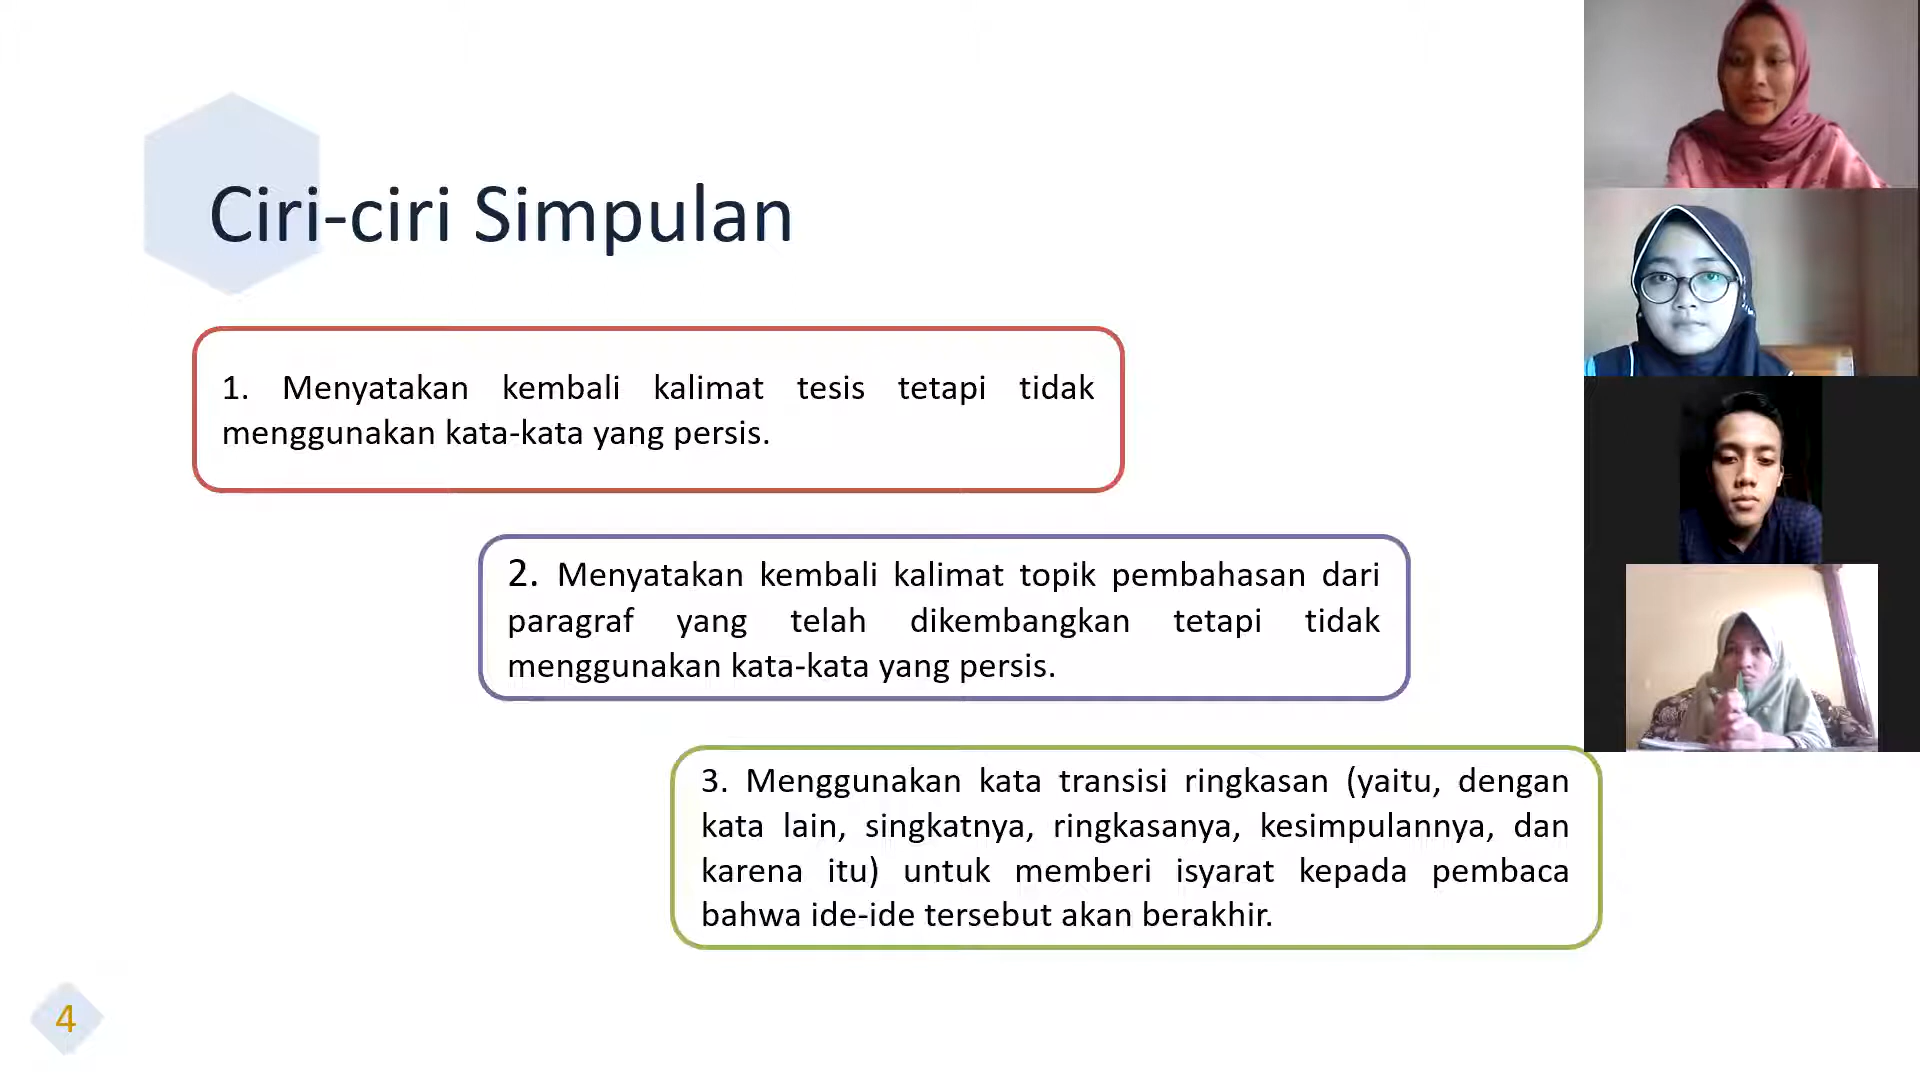 Ciri-ciri Simpulan
1. Menyatakan kembali kalimat tesis tetapi tidak
menggunakan kata-kata yang persis.
2. Menyatakan kembali kalimat topik pembahasan dari
paragraf yang telah dikembangkan tetapi tidak
menggunakan kata-kata yang persis.
3. Menggunakan kata transisi ringkasan (yaitu, dengan
kata lain, singkatnya, ringkasanya, kesimpulannya, dan
karena itu) untuk memberi isyarat kepada pembaca
bahwa ide-ide tersebut akan berakhir.
4